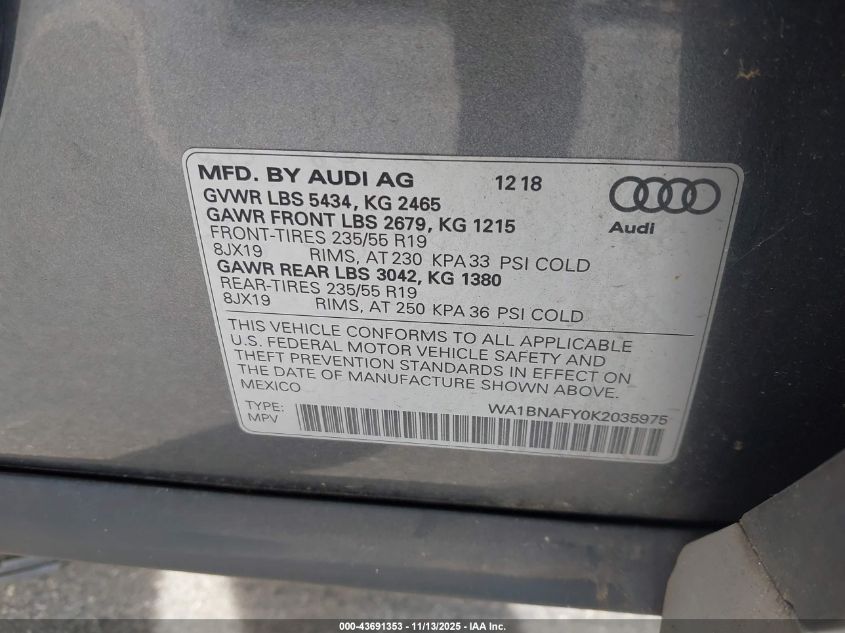 MFD. BY AUDI AG 12 18
GVWR LBS 5434, KG 2465
GAWR FRONT LBS 2679, KG 1215
FRONT-TIRES 235/55 R19
8JX19 RIMS, AT 230 KPA 33 PSI COLD
GAWR REAR LBS 3042, KG 1380
REAR-TIRES 235/55 R19
8JX19 RIMS, AT 250 KPA 36 PSI COLD
Audi
THIS VEHICLE CONFORMS TO ALL APPLICABLE
U.S. FEDERAL MOTOR VEHICLE SAFETY AND
THEFT PREVENTION STANDARDS IN EFFECT ON
THE DATE OF MANUFACTURE SHOWN ABOVE.
MEXICO
TYPE: WA1BNAFY0K2035975
MPV
000-43691353 - 11/13/2025 - IAA Inc.